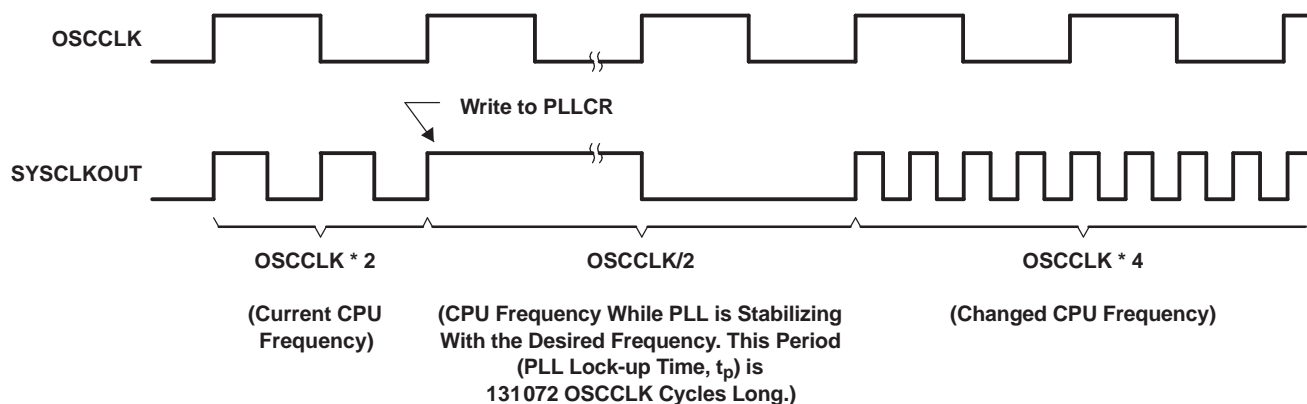 OSCCLK
Write to PLLCR
SYSCLKOUT
OSCCLK * 2
OSCCLK/2
OSCCLK * 4
(Current CPU
Frequency)
(CPU Frequency While PLL is Stabilizing
With the Desired Frequency. This Period
(PLL Lock-up Time, tp) is
131072 OSCCLK Cycles Long.)
(Changed CPU Frequency)